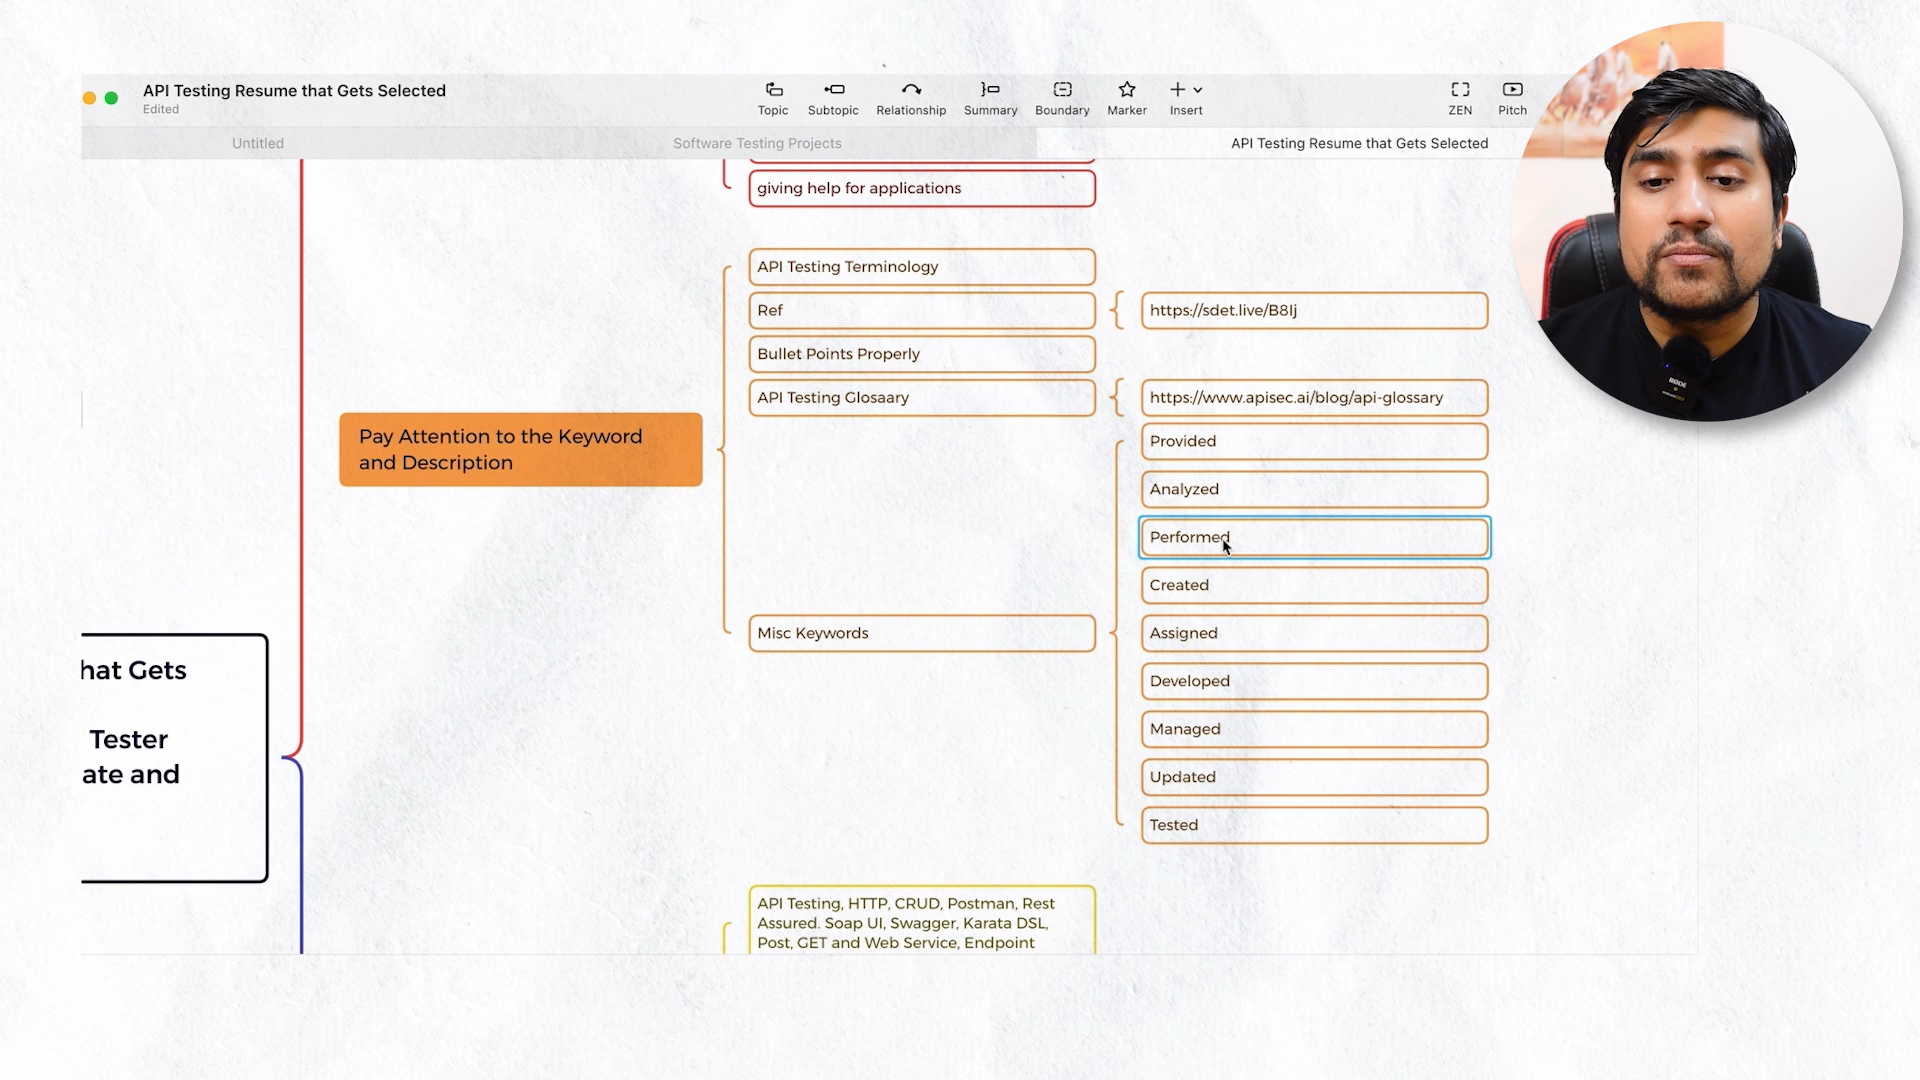 API Testing Resume that Gets Selected
Edited
Topic
Subtopic
Relationship
Summary
Boundary
Marker
Insert
ZEN
Pitch
Untitled
Software Testing Projects
API Testing Resume that Gets Selected
giving help for applications
API Testing Terminology
Ref
https://sdet.live/B8Ij
Bullet Points Properly
API Testing Glosaary
https://www.apisec.ai/blog/api-glossary
Pay Attention to the Keyword
and Description
Misc Keywords
Provided
Analyzed
Performed
Created
Assigned
Developed
Managed
Updated
Tested
hat Gets
Tester
ate and
API Testing, HTTP, CRUD, Postman, Rest
Assured. Soap UI, Swagger, Karata DSL,
Post, GET and Web Service, Endpoint
RØDE